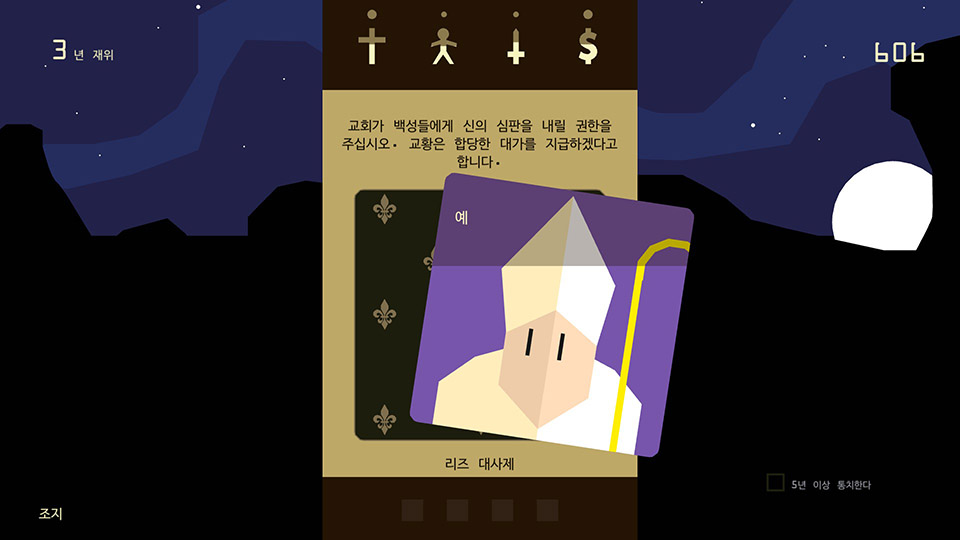 3 년 재위
606
교회가 백성들에게 신의 심판을 내릴 권한을
주십시오. 교황은 합당한 대가를 지급하겠다고
합니다.
예
리즈 대사제
5년 이상 통치한다
조지